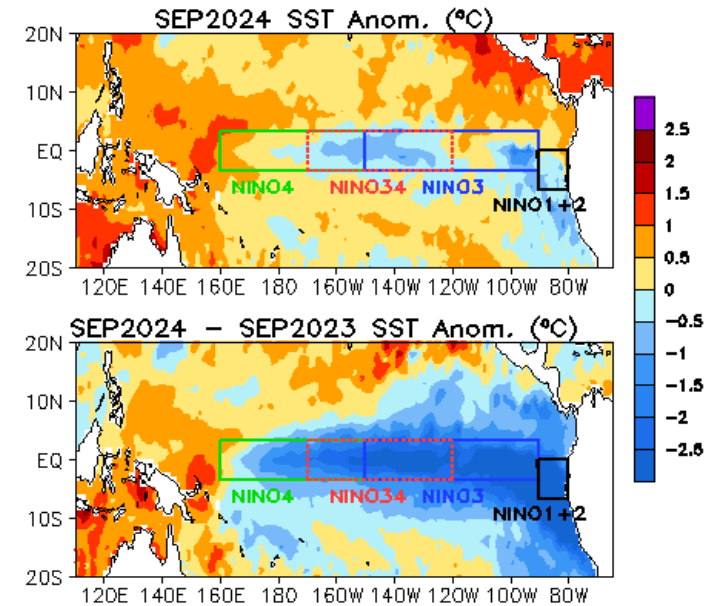 SEP2024 SST Anom. (ºC)
20N
10N
EQ
10S
20S
NINO4
NINO34
NINO3
NINO1+2
120E 140E 160E 180 160W 140W 120W 100W 80W
SEP2024 - SEP2023 SST Anom. (ºC)
20N
10N
EQ
10S
20S
NINO4
NINO34
NINO3
NINO1+2
120E 140E 160E 180 160W 140W 120W 100W 80W
2.5
2
1.5
1
0.5
0
-0.5
-1
-1.5
-2
-2.5